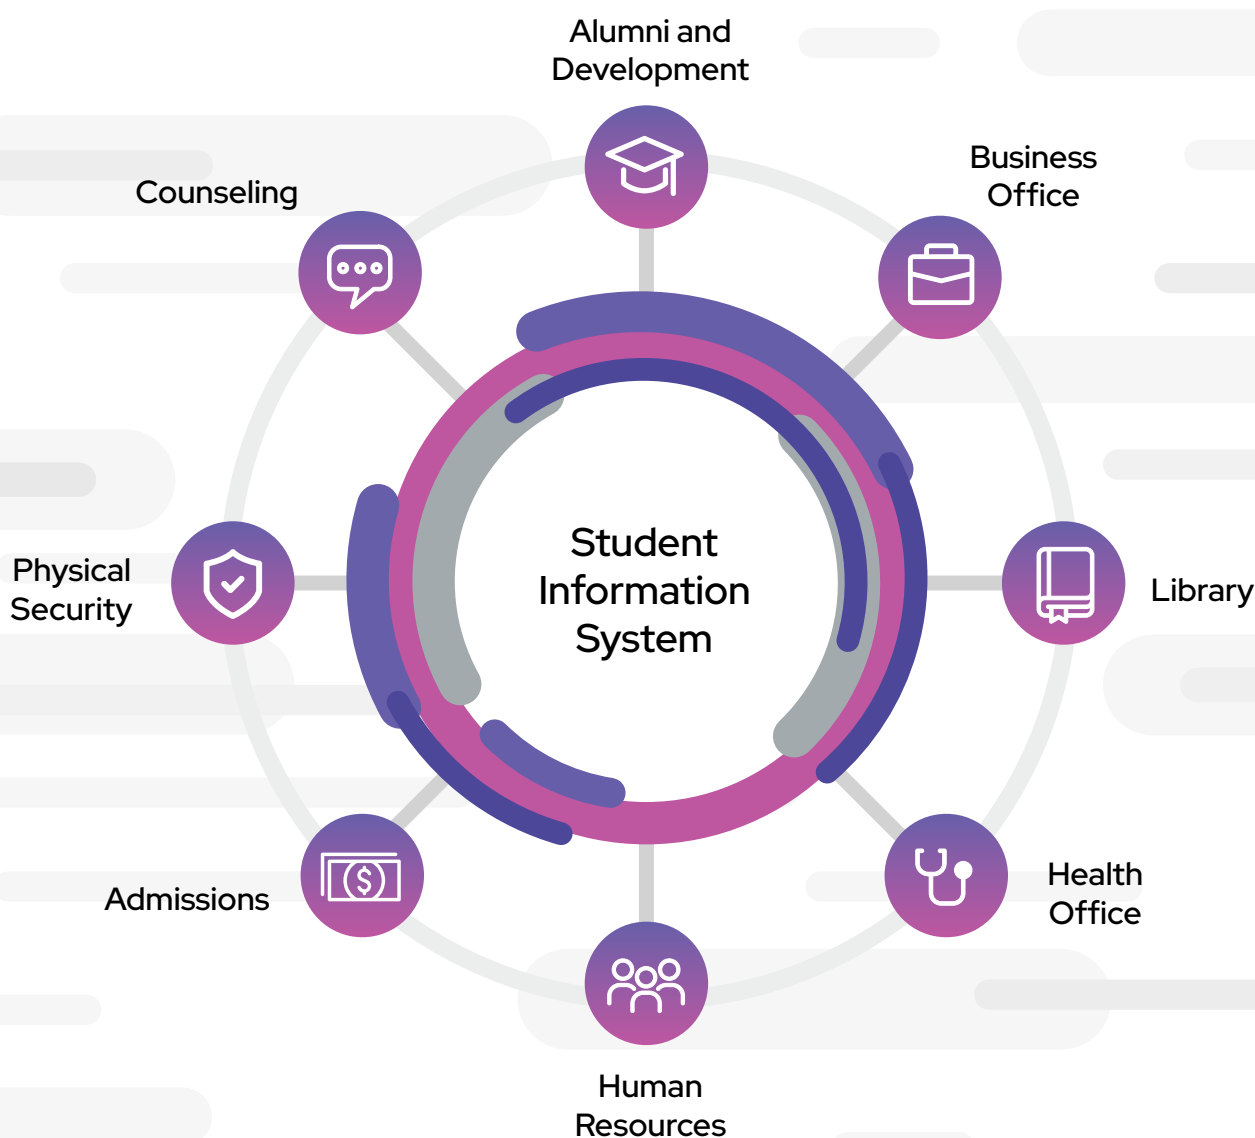 Alumni and
Development
Business
Office
Counseling
Student
Information
System
Physical
Security
Library
Admissions
$
Health
Office
Human
Resources